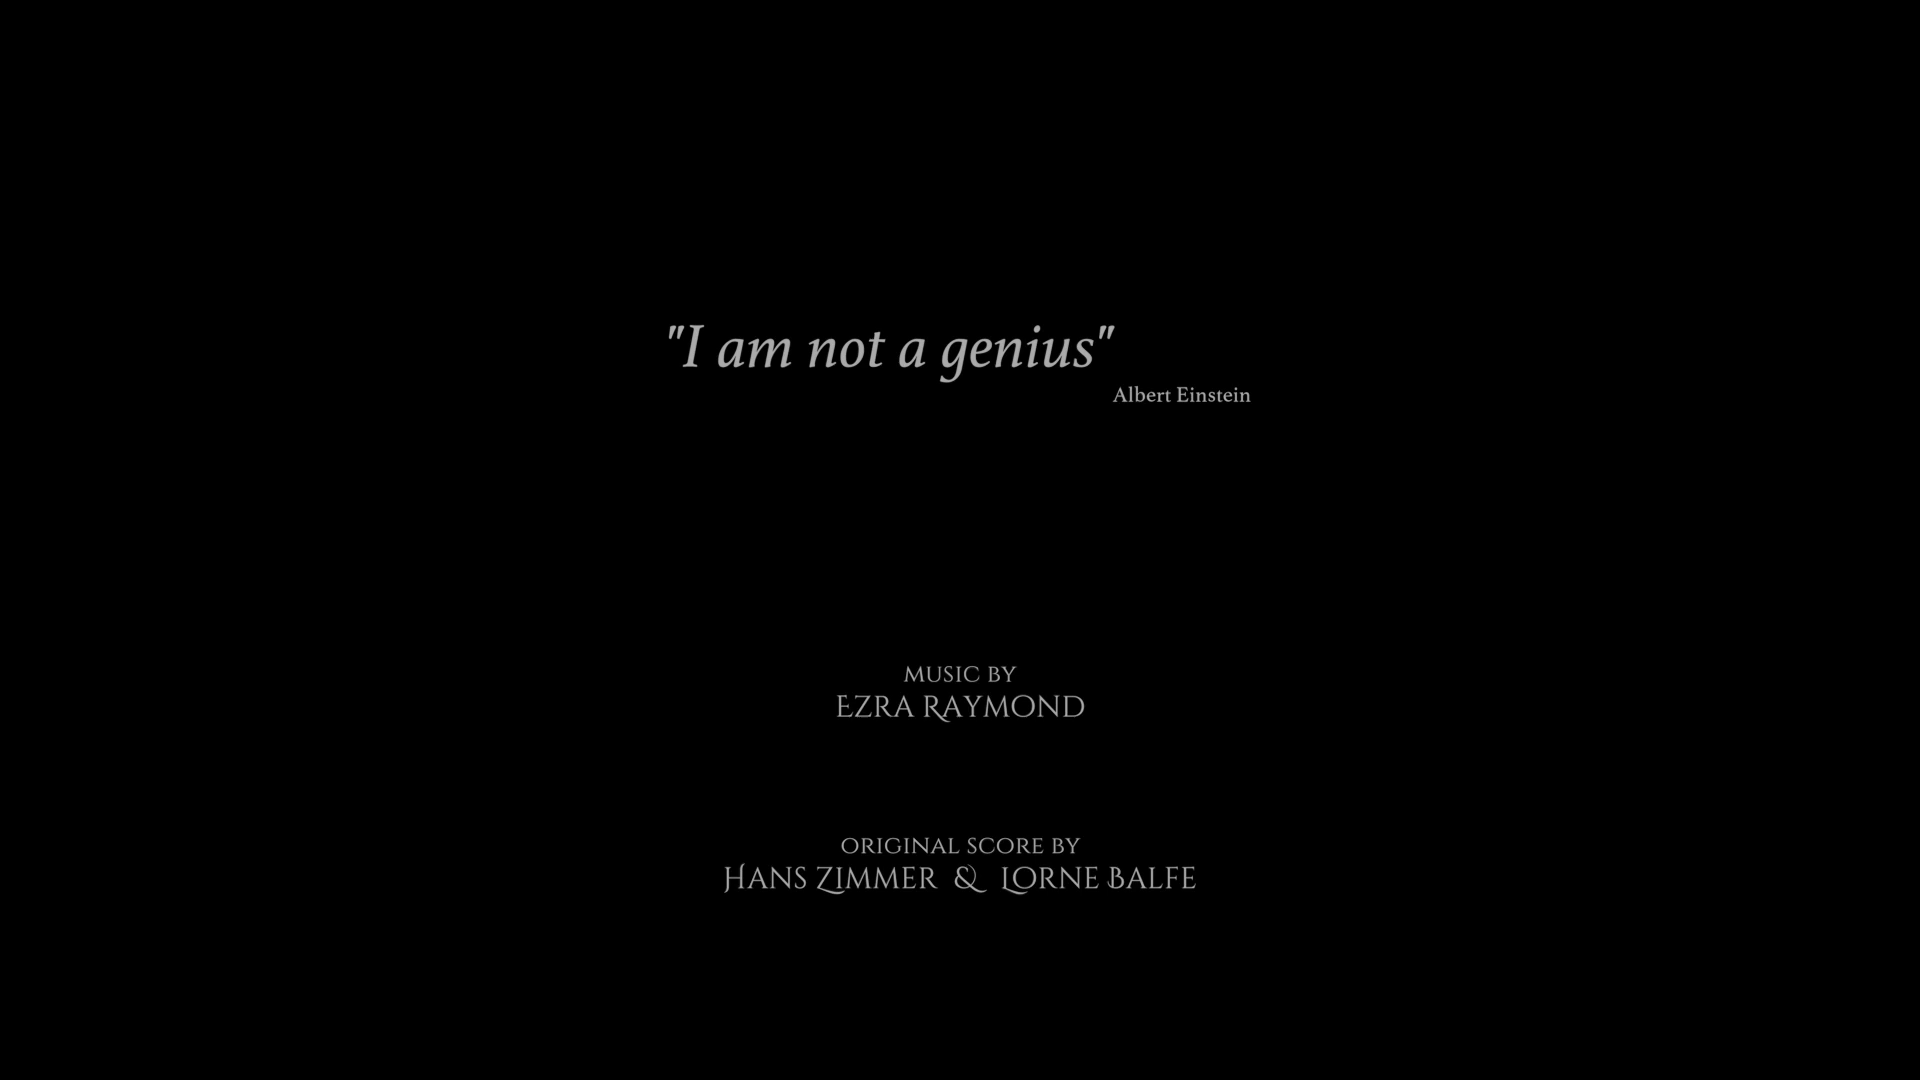 "I am not a genius"
Albert Einstein
MUSIC BY
EZRA RAYMOND
ORIGINAL SCORE BY
HANS ZIMMER & LORNE BALFE